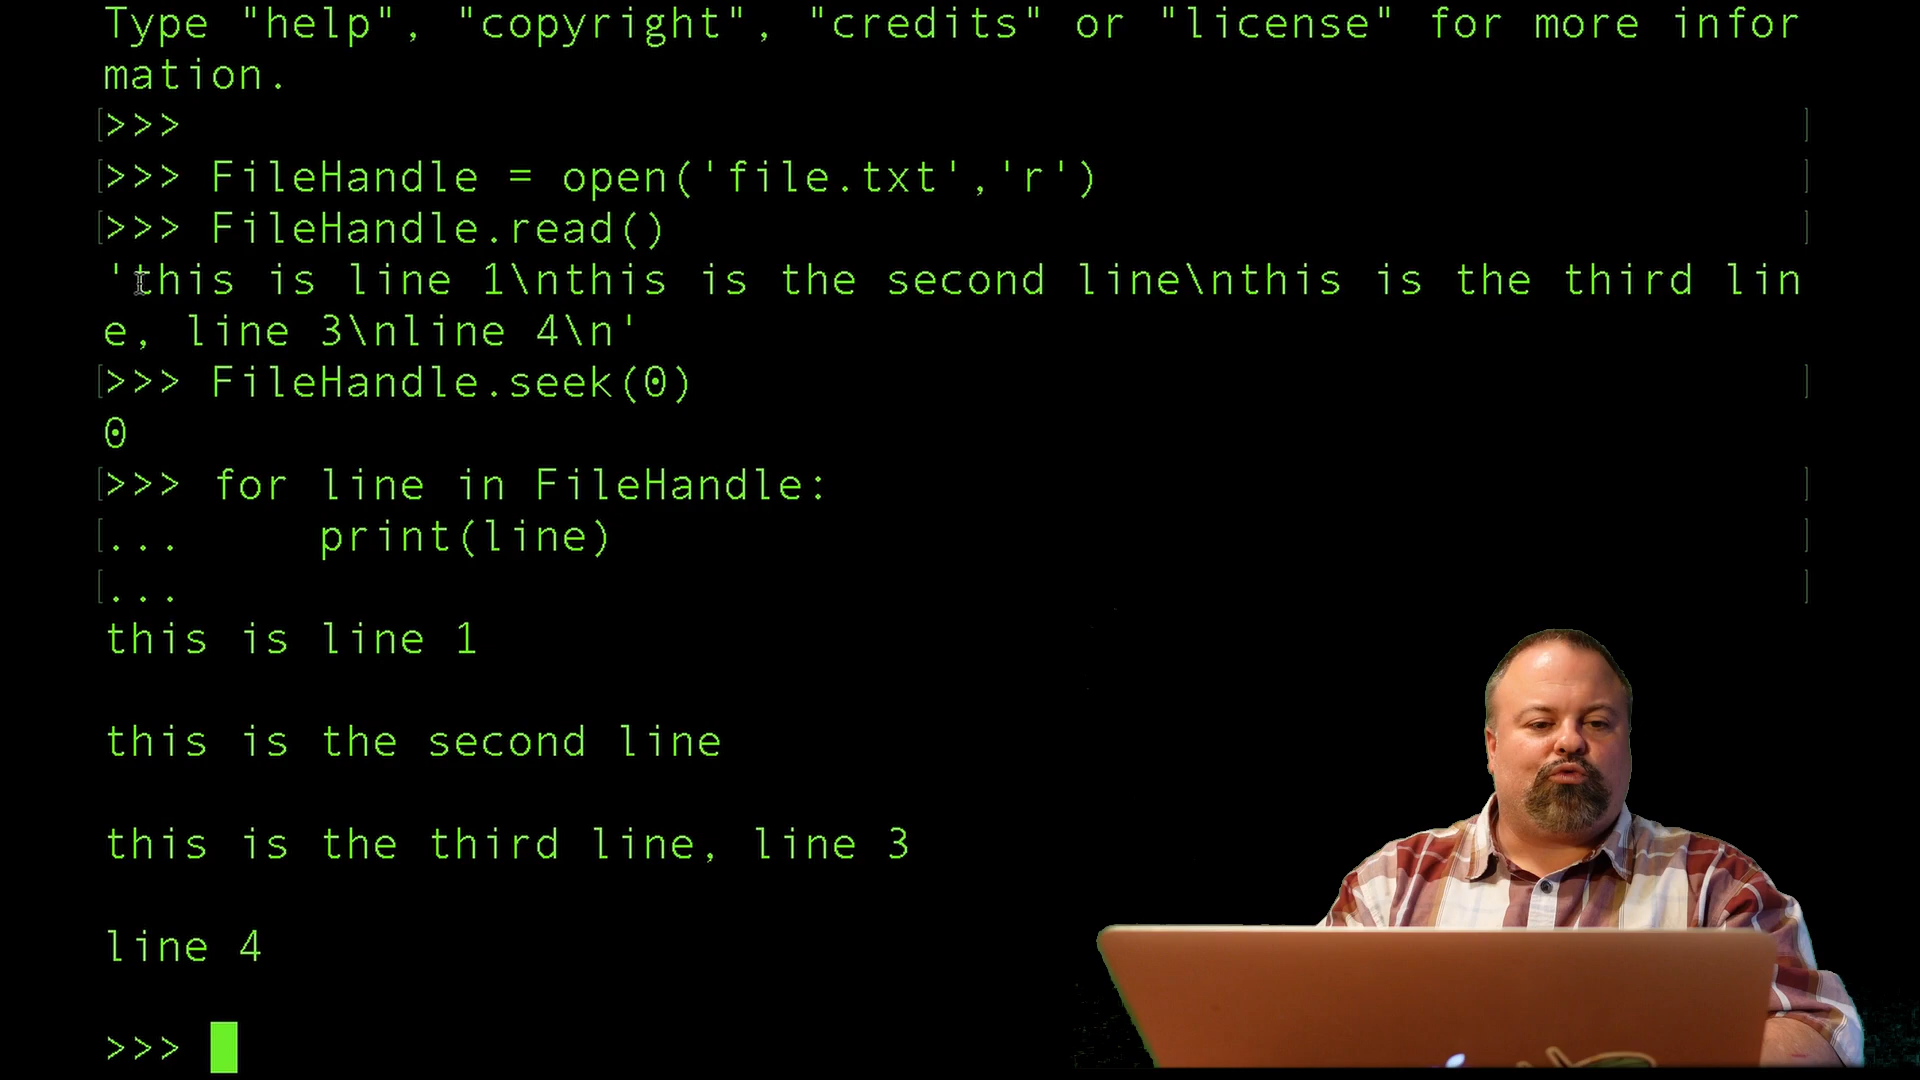 Type "help", "copyright", "credits" or "license" for more infor
mation.
>>>
>>> FileHandle = open('file.txt','r')
>>> FileHandle.read()
'this is line 1\nthis is the second line\nthis is the third lin
e, line 3\nline 4\n'
>>> FileHandle.seek(0)
0
>>> for line in FileHandle:
...     print(line)
...
this is line 1
this is the second line
this is the third line, line 3
line 4
>>>